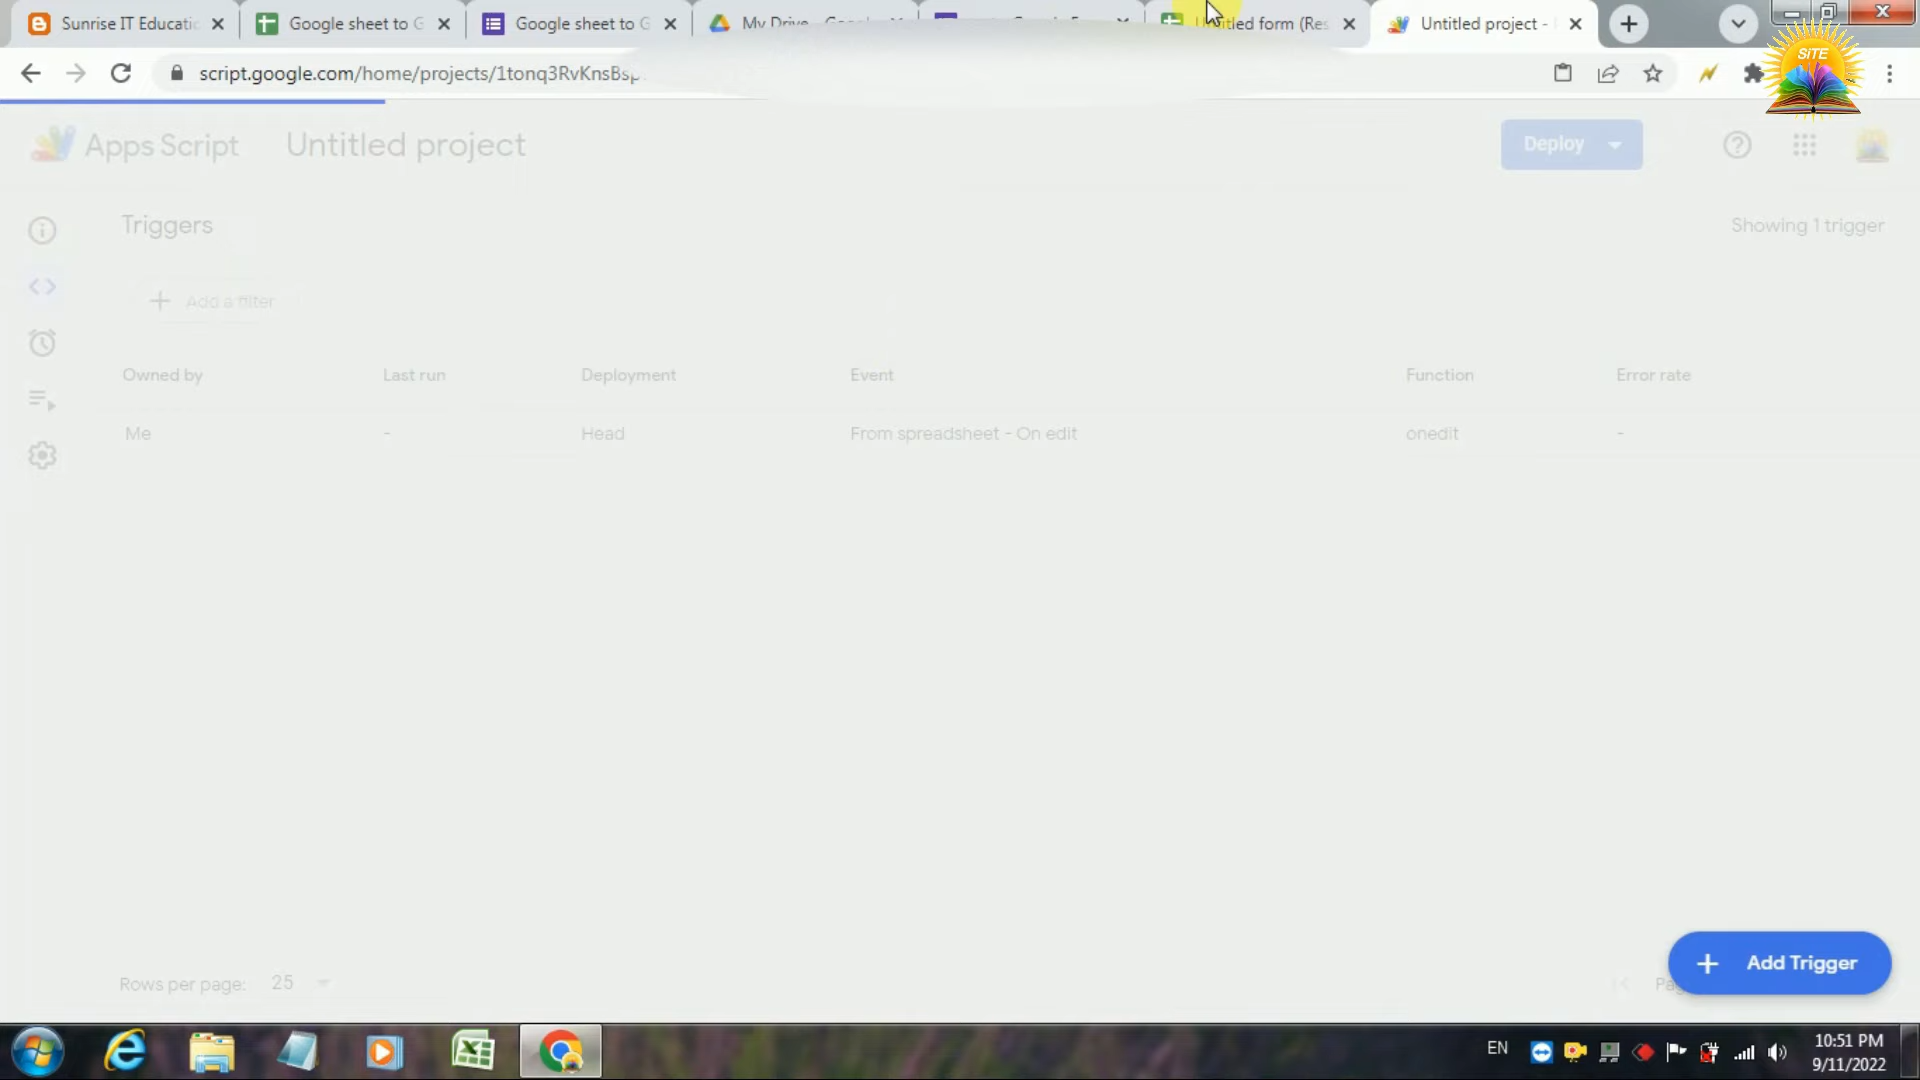 Sunrise IT Educatio
Google sheet to G
Google sheet to G
My Drive
Untitled form (Res
Untitled project -
script.google.com/home/projects/1tonq3RvKnsBsp
SiTE
Apps Script
Untitled project
Deploy
Triggers
Showing 1 trigger
Add a filter
Owned by
Last run
Deployment
Event
Function
Error rate
Me
-
Head
From spreadsheet - On edit
onedit
-
Rows per page:
25
Add Trigger
EN
10:51 PM
9/11/2022